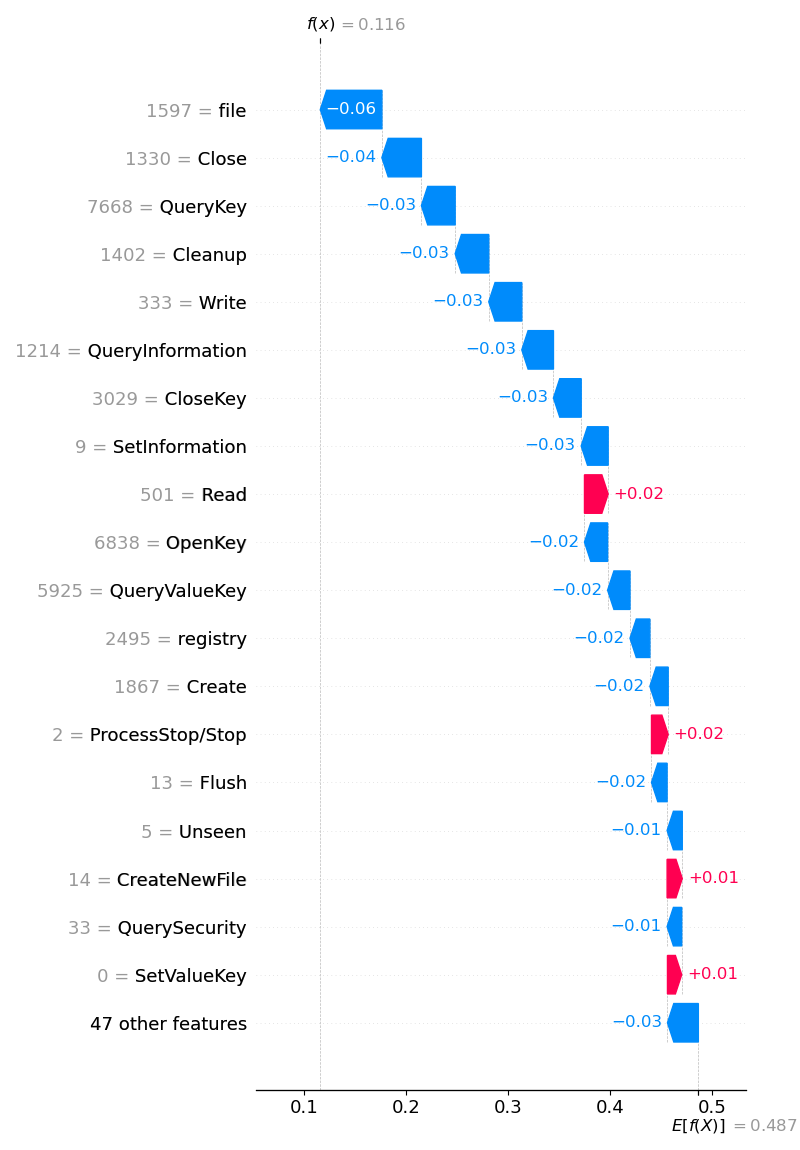 f(x) = 0.116
1597 = file −0.06
1330 = Close −0.04
7668 = QueryKey −0.03
1402 = Cleanup −0.03
333 = Write −0.03
1214 = QueryInformation −0.03
3029 = CloseKey −0.03
9 = SetInformation −0.03
501 = Read +0.02
6838 = OpenKey −0.02
5925 = QueryValueKey −0.02
2495 = registry −0.02
1867 = Create −0.02
2 = ProcessStop/Stop +0.02
13 = Flush −0.02
5 = Unseen −0.01
14 = CreateNewFile +0.01
33 = QuerySecurity −0.01
0 = SetValueKey +0.01
47 other features −0.03
0.1 0.2 0.3 0.4 0.5
E[f(X)] = 0.487